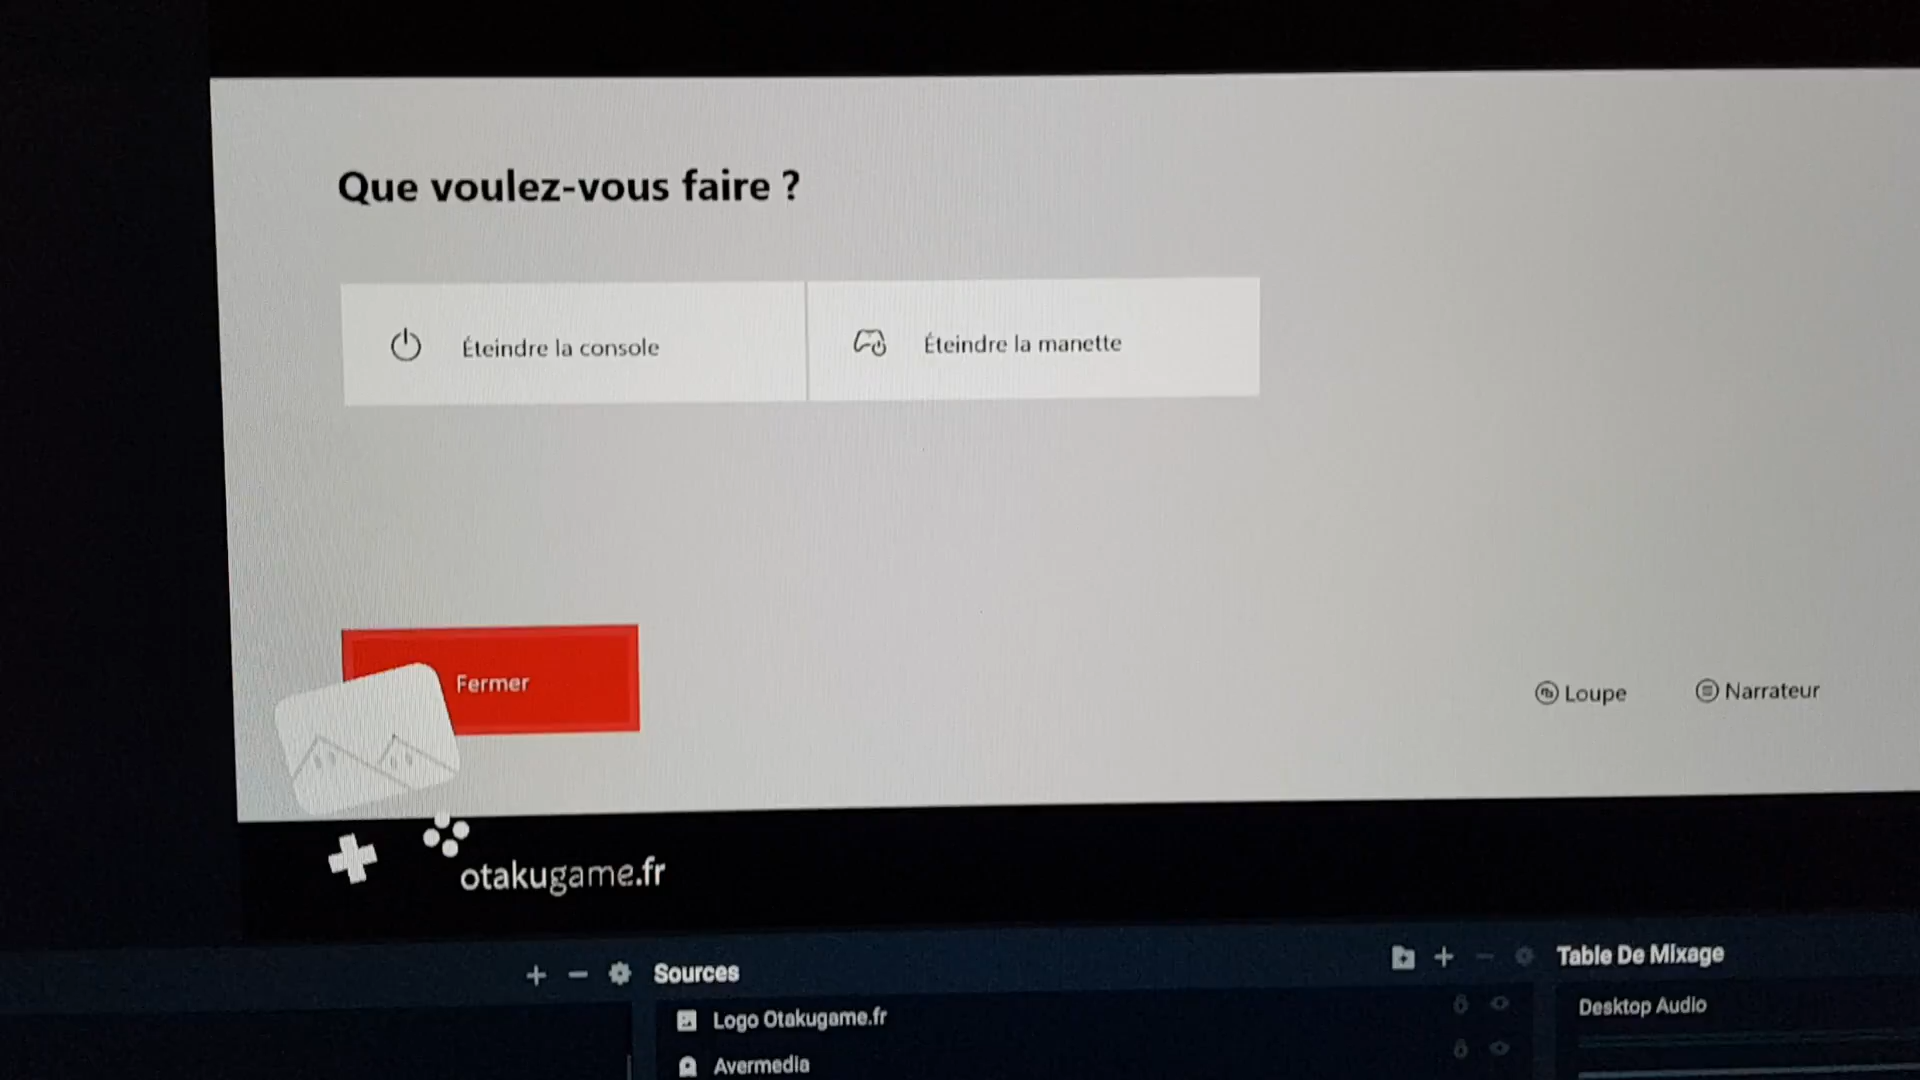 Que voulez-vous faire ?
Éteindre la console
Éteindre la manette
Fermer
Loupe
Narrateur
otakugame.fr
Sources
Table De Mixage
Logo Otakugame.fr
Desktop Audio
Avermedia